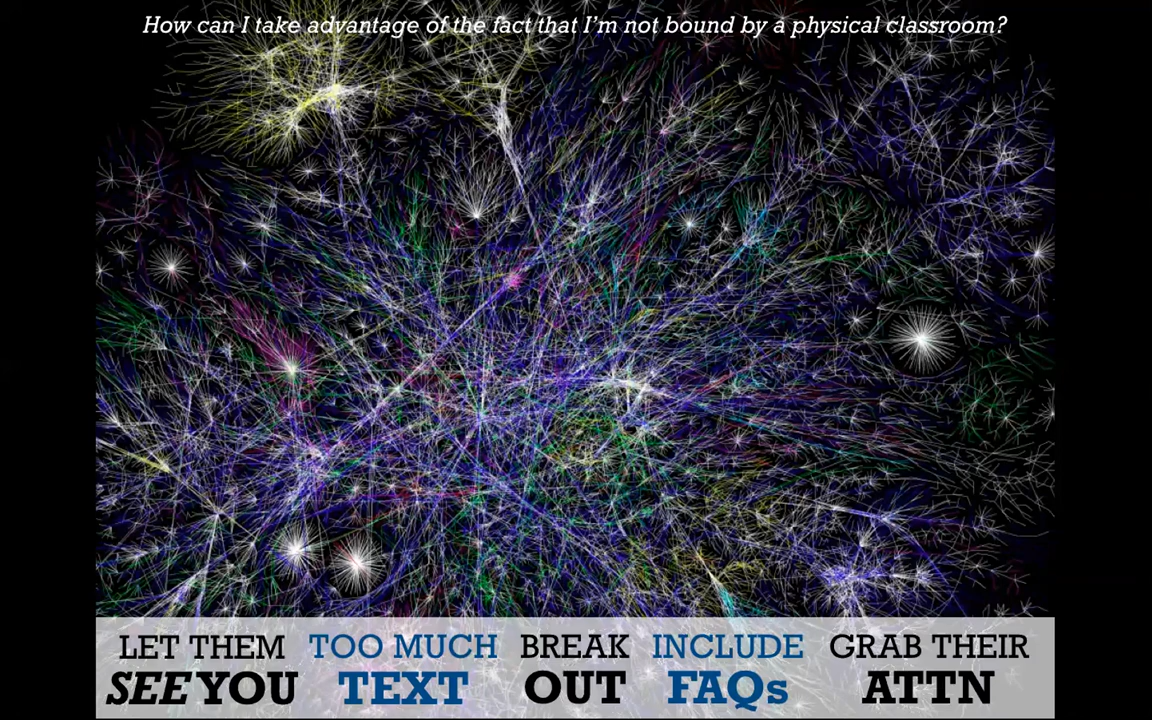 How can I take advantage of the fact that I'm not bound by a physical classroom?
LET THEM
SEE YOU
TOO MUCH
TEXT
BREAK
OUT
INCLUDE
FAQs
GRAB THEIR
ATTN